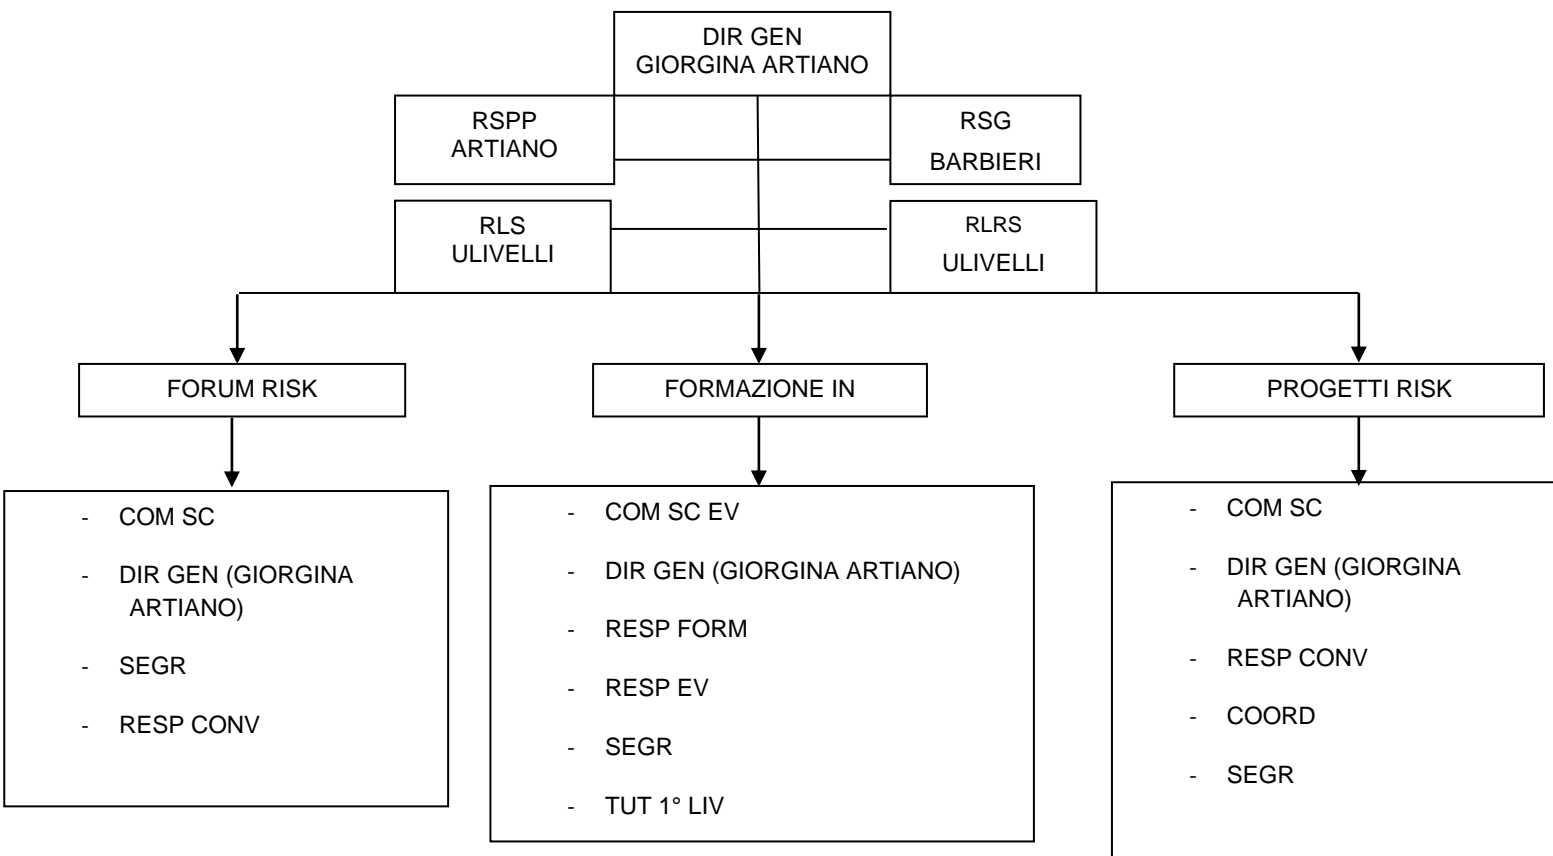 DIR GEN
GIORGINA ARTIANO
RSPP
ARTIANO
RSG
BARBIERI
RLS
ULIVELLI
RLRS
ULIVELLI
FORUM RISK
FORMAZIONE IN
PROGETTI RISK
- COM SC
- DIR GEN (GIORGINA
ARTIANO)
- SEGR
- RESP CONV
- COM SC EV
- DIR GEN (GIORGINA ARTIANO)
- RESP FORM
- RESP EV
- SEGR
- TUT 1° LIV
- COM SC
- DIR GEN (GIORGINA
ARTIANO)
- RESP CONV
- COORD
- SEGR